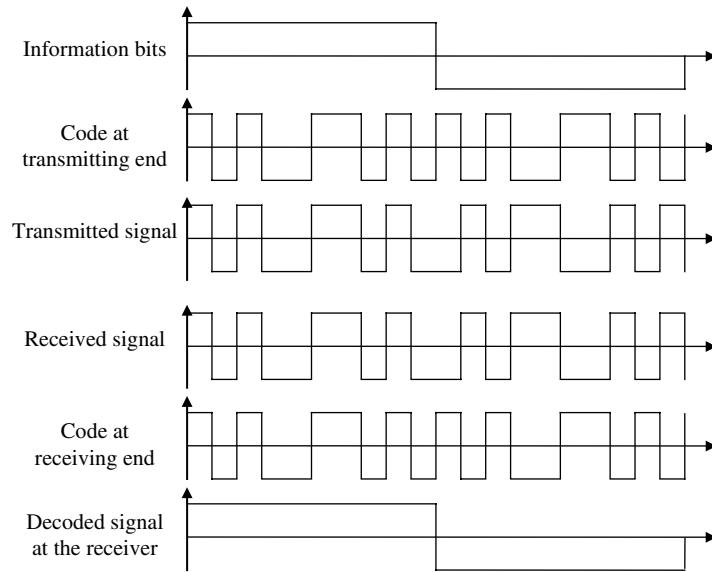 Information bits
Code at
transmitting end
Transmitted signal
Received signal
Code at
receiving end
Decoded signal
at the receiver